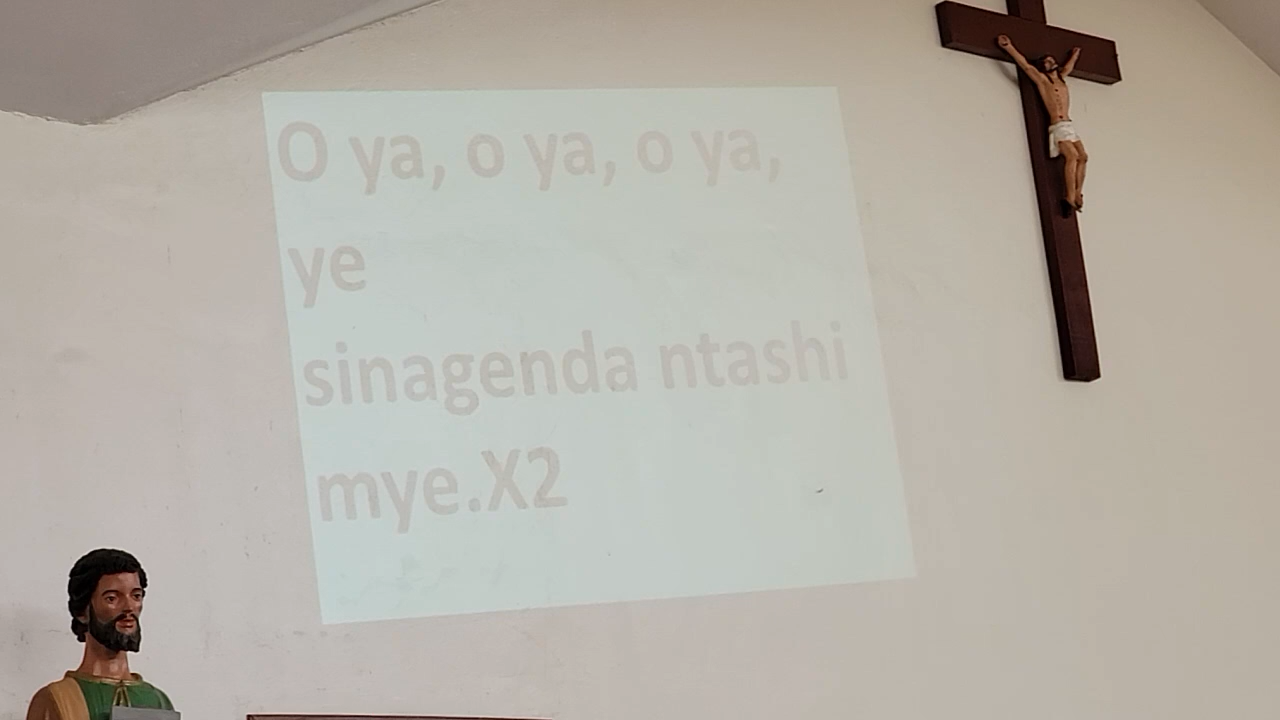 O ya, o ya, o ya,
ye
sinagenda ntashi
mye.X2